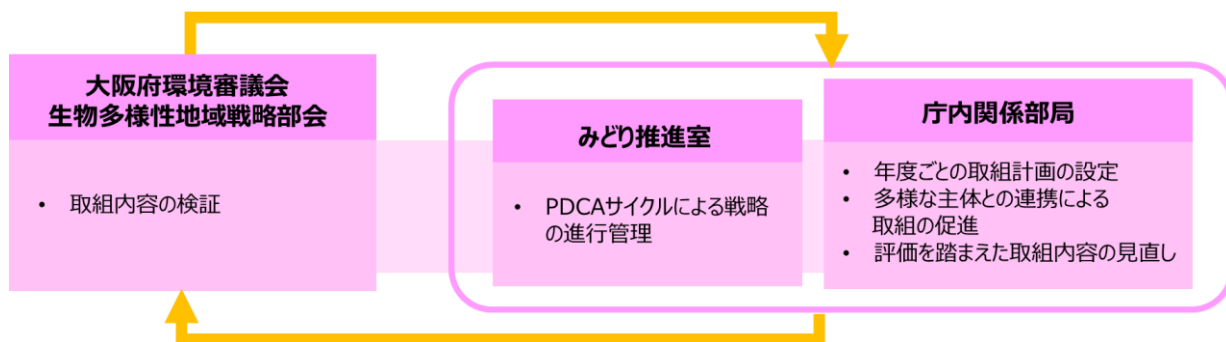 大阪府環境審議会
生物多様性地域戦略部会
• 取組内容の検証
みどり推進室
• PDCAサイクルによる戦略
の進行管理
庁内関係部局
• 年度ごとの取組計画の設定
• 多様な主体との連携による
取組の促進
• 評価を踏まえた取組内容の見直し